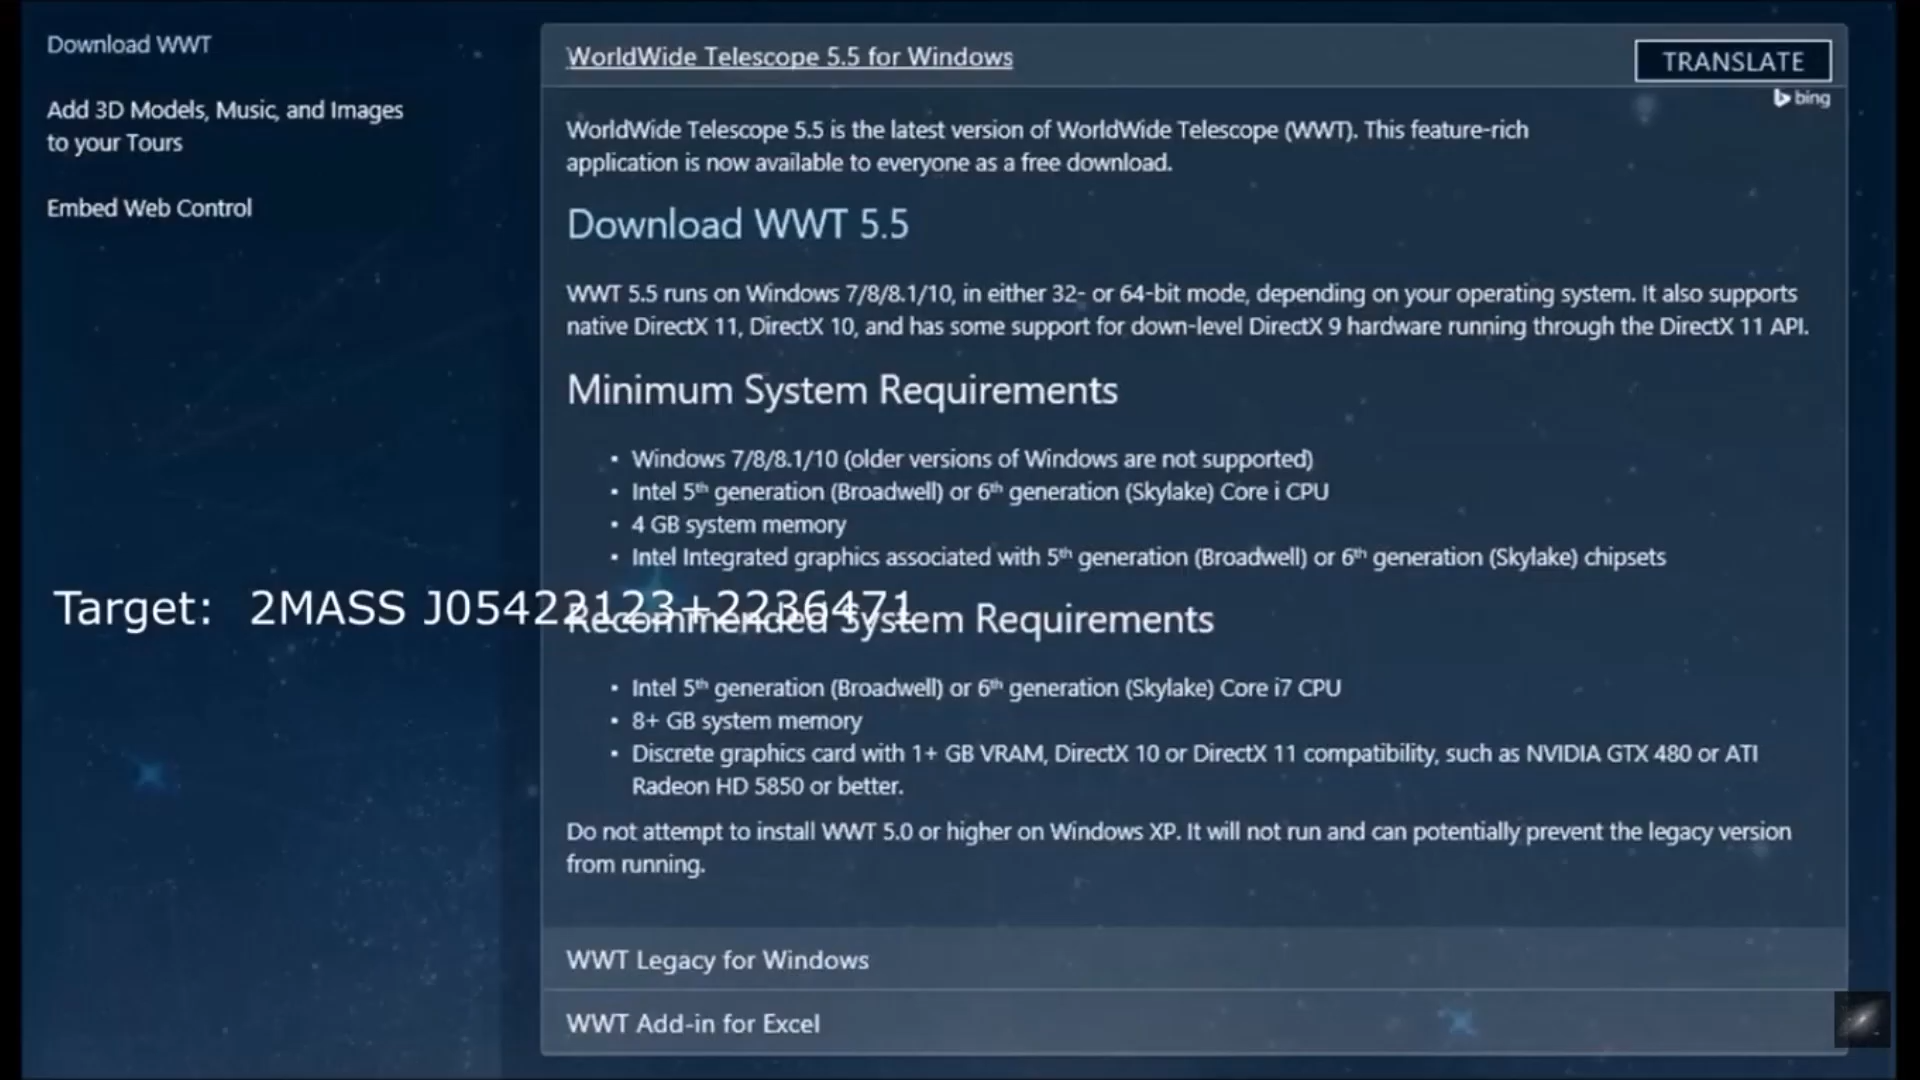 Download WWT
Add 3D Models, Music, and Images
to your Tours
Embed Web Control
WorldWide Telescope 5.5 for Windows
TRANSLATE
bing
WorldWide Telescope 5.5 is the latest version of WorldWide Telescope (WWT). This feature-rich
application is now available to everyone as a free download.
Download WWT 5.5
WWT 5.5 runs on Windows 7/8/8.1/10, in either 32- or 64-bit mode, depending on your operating system. It also supports
native DirectX 11, DirectX 10, and has some support for down-level DirectX 9 hardware running through the DirectX 11 API.
Minimum System Requirements
• Windows 7/8/8.1/10 (older versions of Windows are not supported)
• Intel 5th generation (Broadwell) or 6th generation (Skylake) Core i CPU
• 4 GB system memory
• Intel Integrated graphics associated with 5th generation (Broadwell) or 6th generation (Skylake) chipsets
Target: 2MASS J05422123+2236471
Recommended System Requirements
• Intel 5th generation (Broadwell) or 6th generation (Skylake) Core i7 CPU
• 8+ GB system memory
• Discrete graphics card with 1+ GB VRAM, DirectX 10 or DirectX 11 compatibility, such as NVIDIA GTX 480 or ATI
Radeon HD 5850 or better.
Do not attempt to install WWT 5.0 or higher on Windows XP. It will not run and can potentially prevent the legacy version
from running.
WWT Legacy for Windows
WWT Add-in for Excel